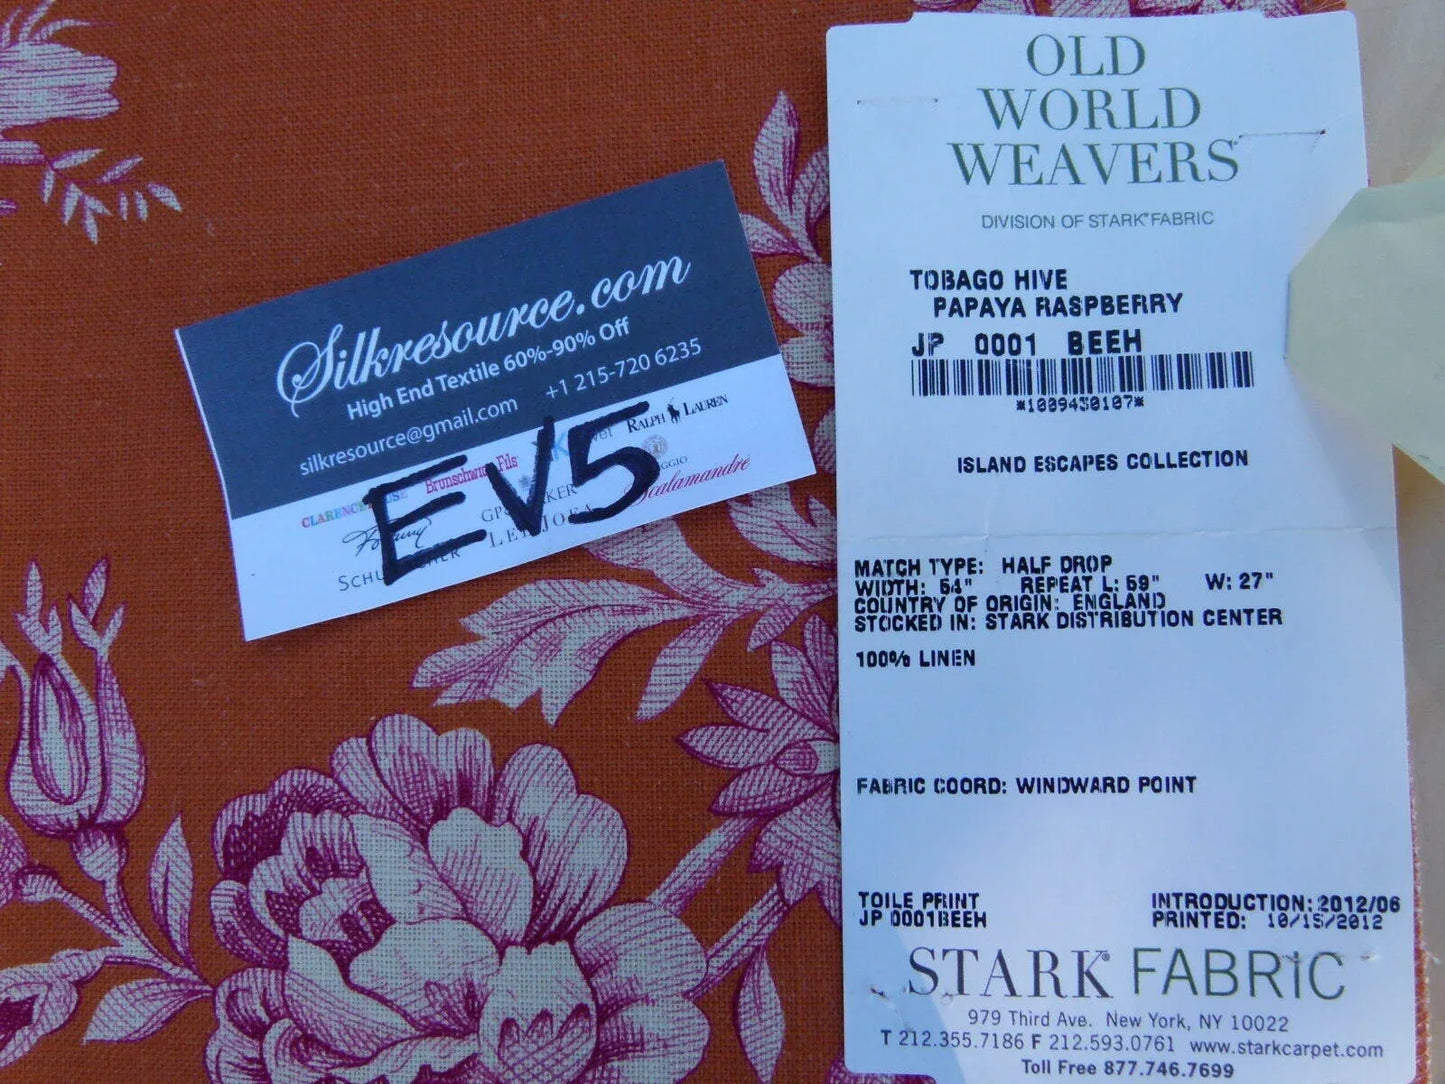 Silkresource.com
High End Textile 60%-90% Off
silkresource@gmail.com +1 215-720 6235
RALPH LAUREN
Brunschwig Fils
Scalamandré
EV5
OLD
WORLD
WEAVERS
DIVISION OF STARK® FABRIC
TOBAGO HIVE
PAPAYA RASPBERRY
JP 0001 BEEH
*1009430107*
ISLAND ESCAPES COLLECTION
MATCH TYPE: HALF DROP
WIDTH: 54" REPEAT L: 59" W: 27"
COUNTRY OF ORIGIN: ENGLAND
STOCKED IN: STARK DISTRIBUTION CENTER
100% LINEN
FABRIC COORD: WINDWARD POINT
TOILE PRINT INTRODUCTION: 2012/06
JP 0001BEEH PRINTED: 10/15/2012
STARK® FABRIC
979 Third Ave. New York, NY 10022
T 212.355.7186 F 212.593.0761 www.starkcarpet.com
Toll Free 877.746.7699